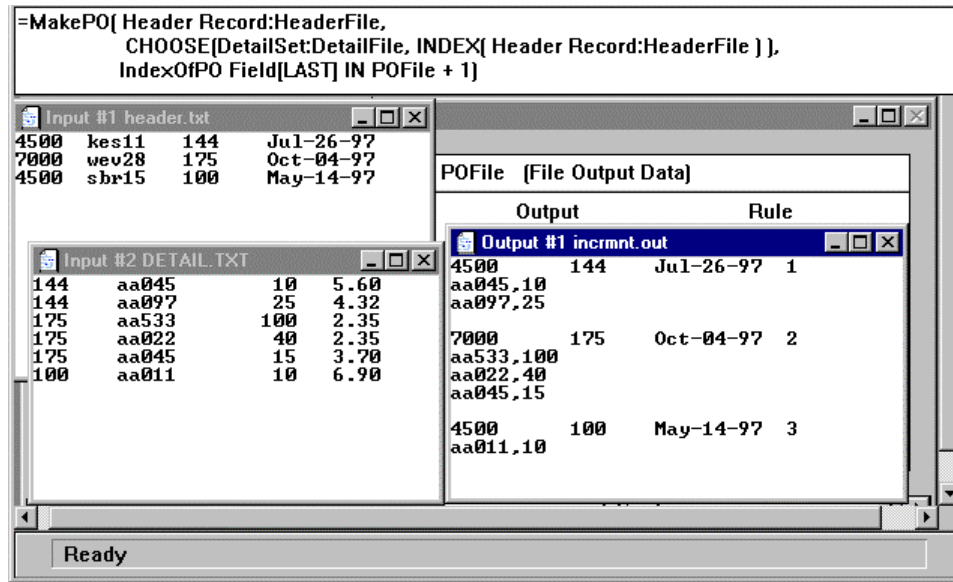 =MakePO( Header Record:HeaderFile,
CHOOSE(DetailSet:DetailFile, INDEX( Header Record:HeaderFile ) ),
IndexOfPO Field[LAST] IN POFile + 1)
Input #1 header.txt
4500 kes11 144 Jul-26-97
7000 wev28 175 Oct-04-97
4500 sbr15 100 May-14-97
POFile (File Output Data)
Output Rule
Input #2 DETAIL.TXT
144 aa045 10 5.60
144 aa097 25 4.32
175 aa533 100 2.35
175 aa022 40 2.35
175 aa045 15 3.70
100 aa011 10 6.90
Output #1 incrmnt.out
4500 144 Jul-26-97 1
aa045,10
aa097,25
7000 175 Oct-04-97 2
aa533,100
aa022,40
aa045,15
4500 100 May-14-97 3
aa011,10
Ready